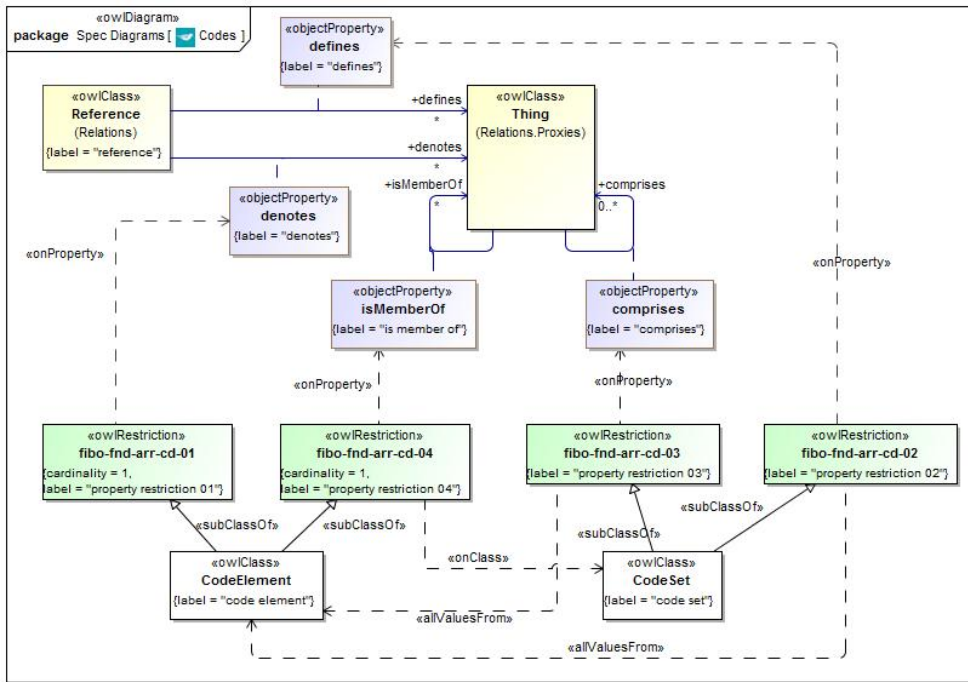 «owlDiagram»
package Spec Diagrams [ Codes ]
«objectProperty»
defines
{label = "defines"}
«owlClass»
Reference
(Relations)
{label = "reference"}
+defines
*
+denotes
*
+isMemberOf
*
«owlClass»
Thing
(Relations.Proxies)
+comprises
0..*
«objectProperty»
denotes
{label = "denotes"}
«onProperty»
«onProperty»
«objectProperty»
isMemberOf
{label = "is member of"}
«objectProperty»
comprises
{label = "comprises"}
«onProperty»
«onProperty»
«owlRestriction»
fibo-fnd-arr-cd-01
{cardinality = 1,
label = "property restriction 01"}
«owlRestriction»
fibo-fnd-arr-cd-04
{cardinality = 1,
label = "property restriction 04"}
«owlRestriction»
fibo-fnd-arr-cd-03
{label = "property restriction 03"}
«owlRestriction»
fibo-fnd-arr-cd-02
{label = "property restriction 02"}
«subClassOf»
«subClassOf»
«subClassOf»
«subClassOf»
«onClass»
«owlClass»
CodeElement
{label = "code element"}
«owlClass»
CodeSet
{label = "code set"}
«allValuesFrom»
«allValuesFrom»